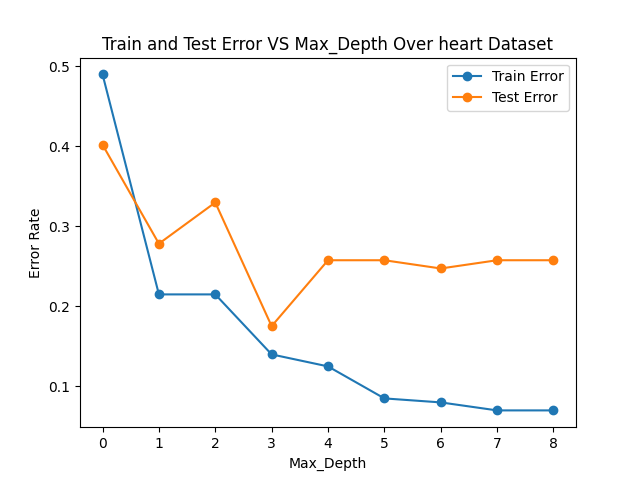 Train and Test Error VS Max_Depth Over heart Dataset
Train Error
Test Error
Error Rate
0.5
0.4
0.3
0.2
0.1
0 1 2 3 4 5 6 7 8
Max_Depth